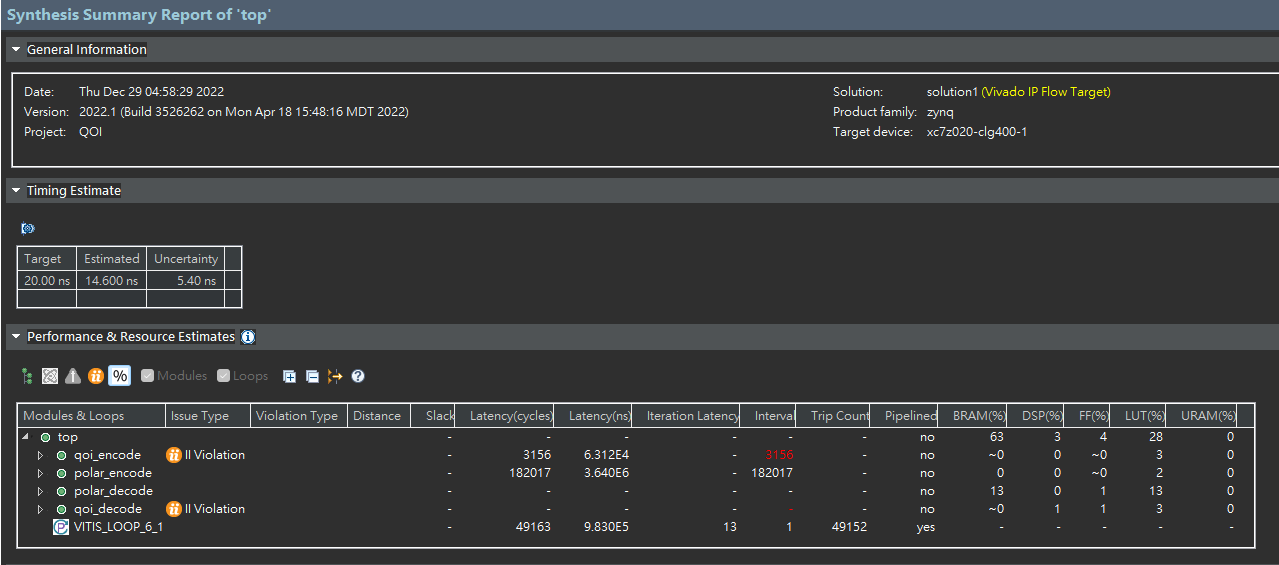 Synthesis Summary Report of 'top'
General Information
Date: Thu Dec 29 04:58:29 2022 Solution: solution1 (Vivado IP Flow Target)
Version: 2022.1 (Build 3526262 on Mon Apr 18 15:48:16 MDT 2022) Product family: zynq
Project: QOI Target device: xc7z020-clg400-1
Timing Estimate
Target Estimated Uncertainty
20.00 ns 14.600 ns 5.40 ns
Performance & Resource Estimates
% Modules Loops
Modules & Loops Issue Type Violation Type Distance Slack Latency(cycles) Latency(ns) Iteration Latency Interval Trip Count Pipelined BRAM(%) DSP(%) FF(%) LUT(%) URAM(%)
top - - - - - - no 63 3 4 28 0
qoi_encode II Violation - 3156 6.312E4 - 3156 - no ~0 0 ~0 3 0
polar_encode - 182017 3.640E6 - 182017 - no 0 0 ~0 2 0
polar_decode - - - - - - no 13 0 1 13 0
qoi_decode II Violation - - - - - - no ~0 1 1 3 0
VITIS_LOOP_6_1 - 49163 9.830E5 13 1 49152 yes - - - - -